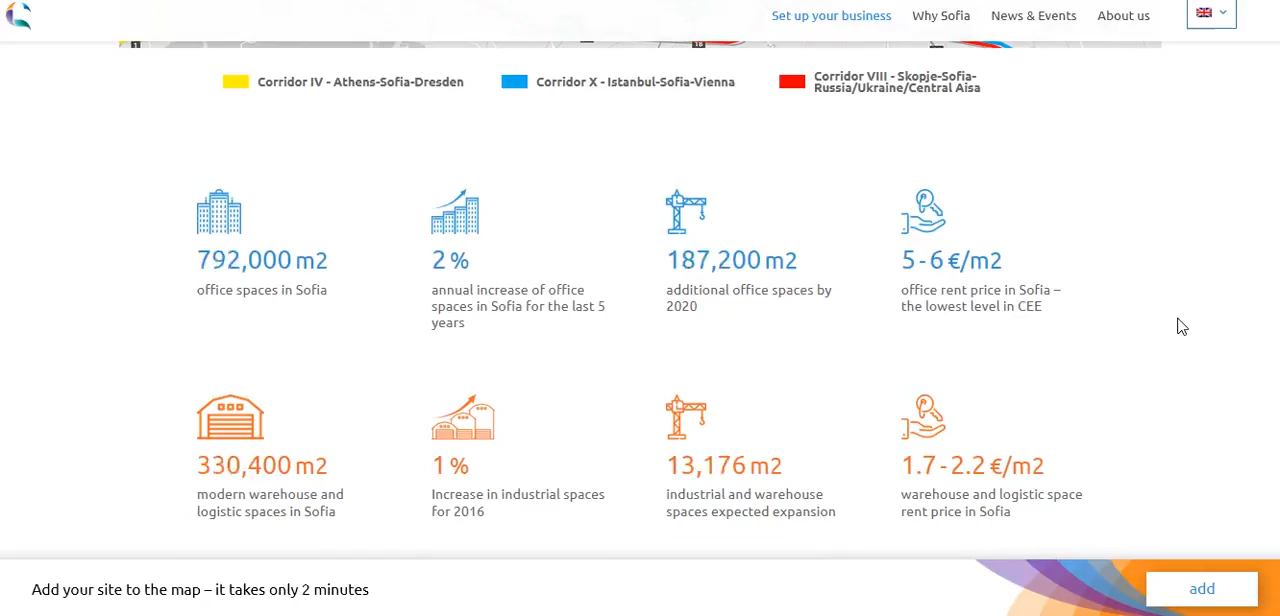 Set up your business Why Sofia News & Events About us
1 18
Corridor IV - Athens-Sofia-Dresden
Corridor X - Istanbul-Sofia-Vienna
Corridor VIII - Skopje-Sofia-
Russia/Ukraine/Central Aisa
792,000 m2
office spaces in Sofia
2 %
annual increase of office
spaces in Sofia for the last 5
years
187,200 m2
additional office spaces by
2020
5 - 6 €/m2
office rent price in Sofia –
the lowest level in CEE
330,400 m2
modern warehouse and
logistic spaces in Sofia
1 %
Increase in industrial spaces
for 2016
13,176 m2
industrial and warehouse
spaces expected expansion
1.7 - 2.2 €/m2
warehouse and logistic space
rent price in Sofia
Add your site to the map – it takes only 2 minutes
add